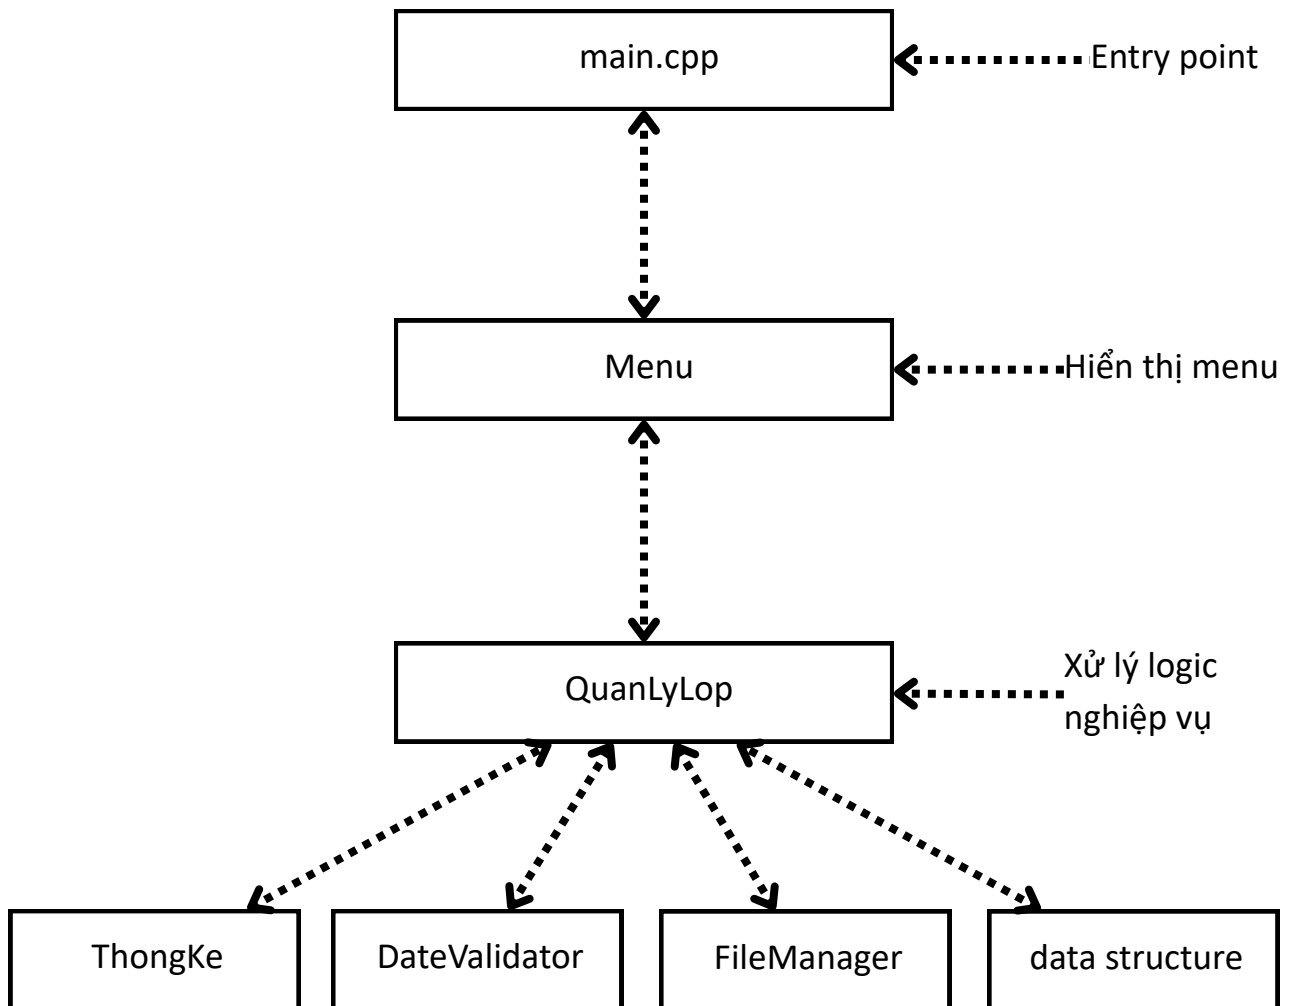 main.cpp
Entry point
Menu
Hiển thị menu
QuanLyLop
Xử lý logic
nghiệp vụ
ThongKe
DateValidator
FileManager
data structure